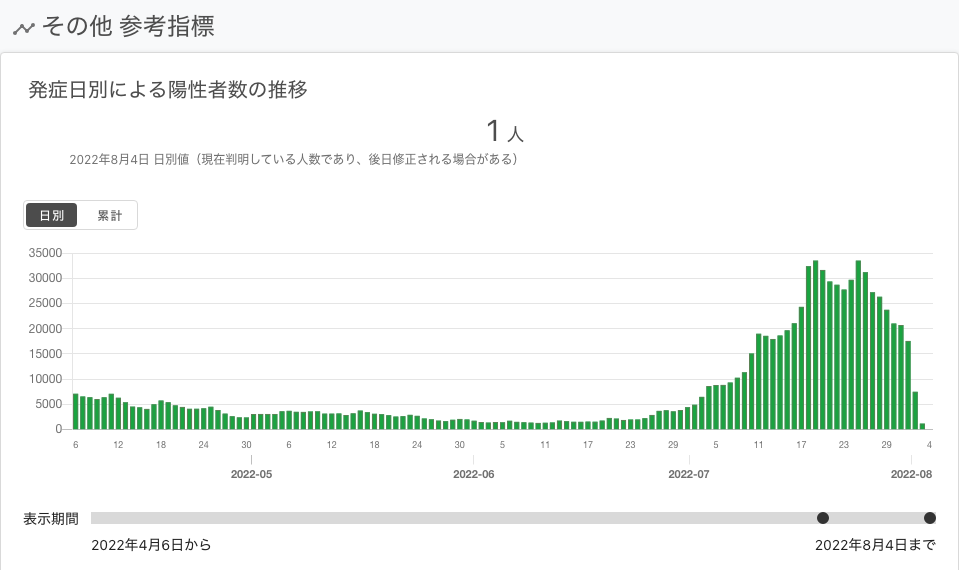 その他 参考指標
発症日別による陽性者数の推移
1 人
2022年8月4日 日別値（現在判明している人数であり、後日修正される場合がある）
日別 累計
35000
30000
25000
20000
15000
10000
5000
0
6 12 18 24 30 6 12 18 24 30 5 11 17 23 29 5 11 17 23 29 4
2022-05 2022-06 2022-07 2022-08
表示期間
2022年4月6日から 2022年8月4日まで